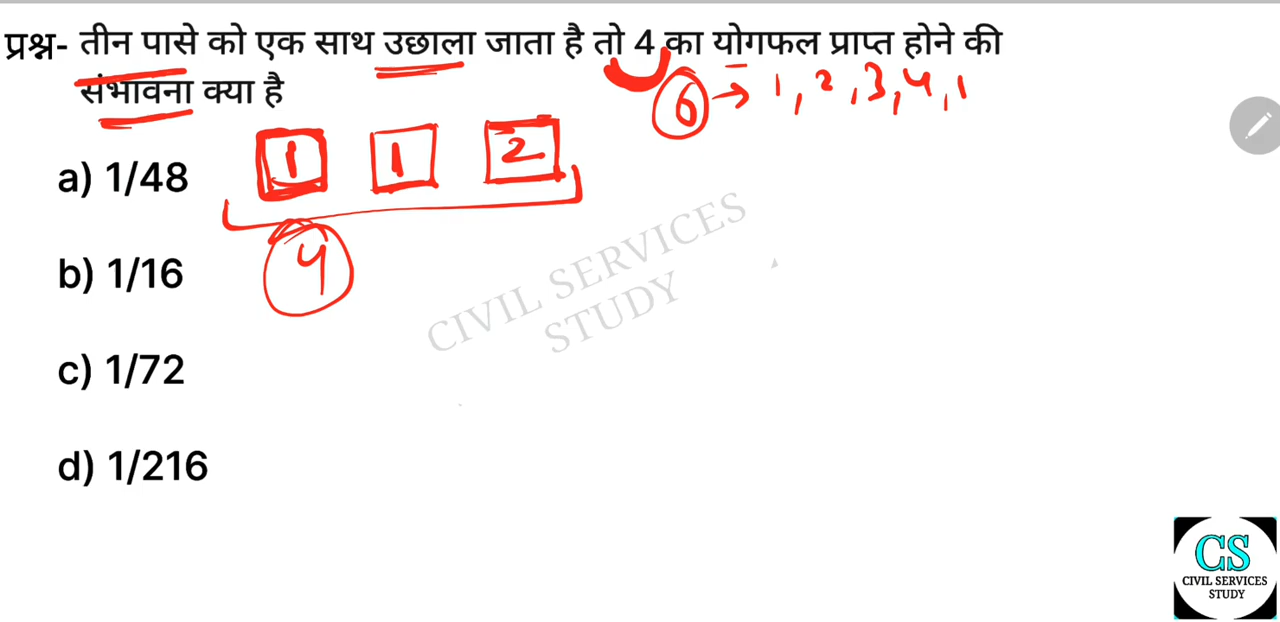 प्रश्न- तीन पासे को एक साथ उछाला जाता है तो 4 का योगफल प्राप्त होने की
संभावना क्या है
6 → 1, 2, 3, 4, 1
a) 1/48
1 1 2
b) 1/16
4
c) 1/72
d) 1/216
CIVIL SERVICES
STUDY
CS
CIVIL SERVICES
STUDY